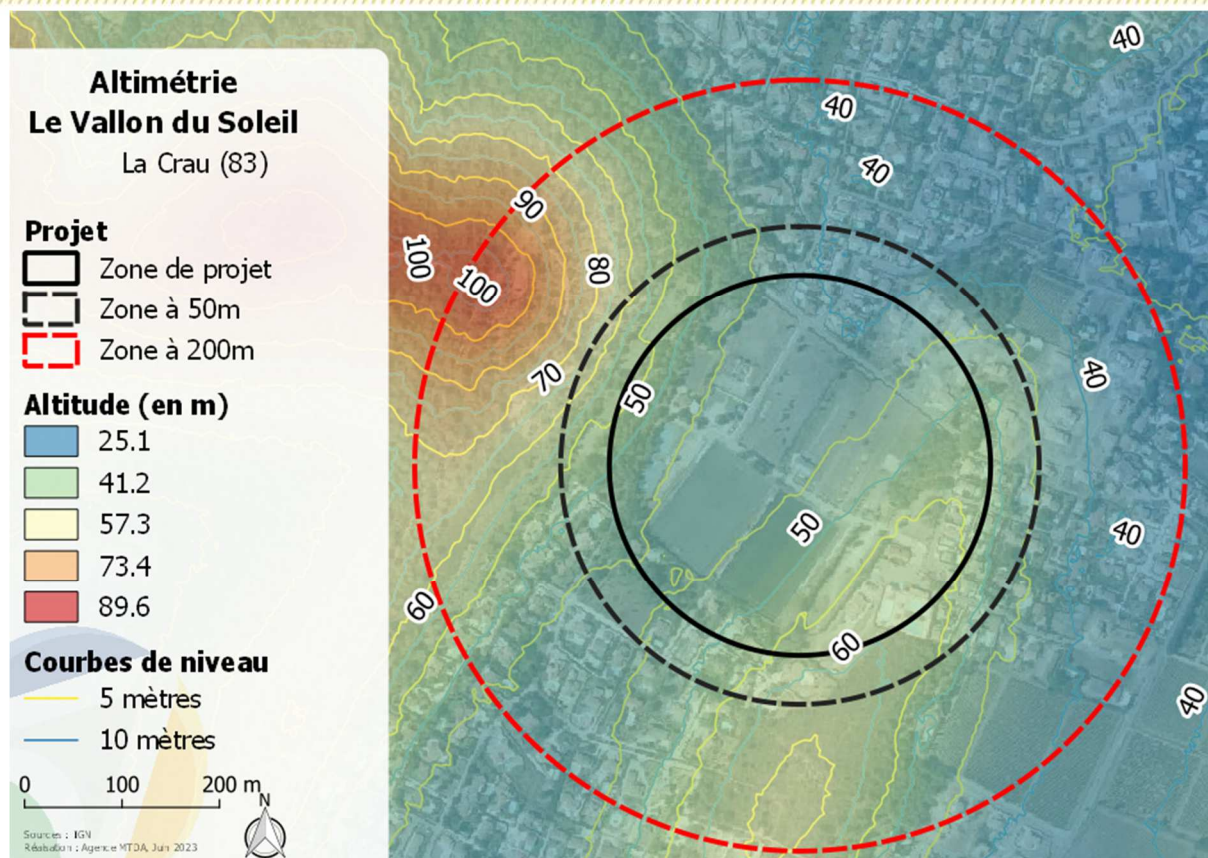 Altimétrie
Le Vallon du Soleil
La Crau (83)
Projet
Zone de projet
Zone à 50m
Zone à 200m
Altitude (en m)
25.1
41.2
57.3
73.4
89.6
Courbes de niveau
5 mètres
10 mètres
0 100 200 m
N
Sources : IGN
Réalisation : Agence MTDA, Juin 2023
40
40
40
90
100
100
80
70
50
40
50
40
60
60
40